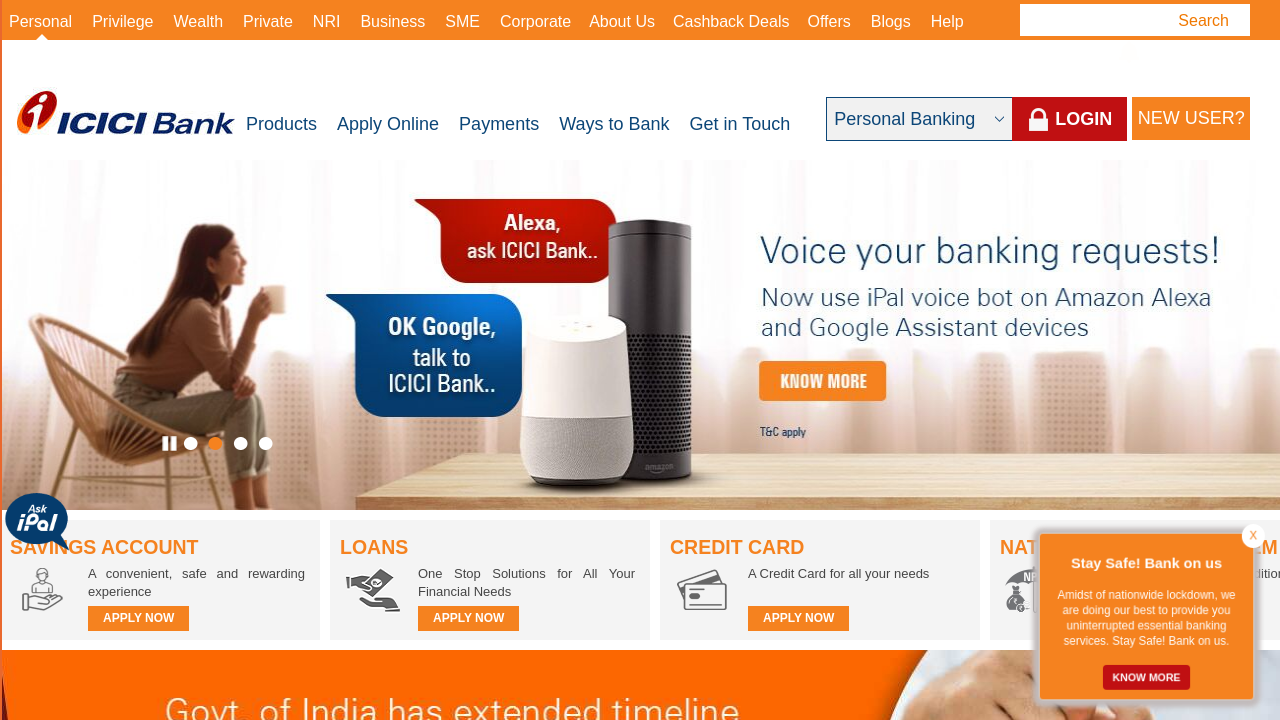 Personal Privilege Wealth Private NRI Business SME Corporate About Us Cashback Deals Offers Blogs Help Search
ICICI Bank Products Apply Online Payments Ways to Bank Get in Touch Personal Banking LOGIN NEW USER?
Alexa,
ask ICICI Bank..
OK Google,
talk to
ICICI Bank..
amazon
Voice your banking requests!
Now use iPal voice bot on Amazon Alexa
and Google Assistant devices
KNOW MORE
T&C apply
Ask
iPal
SAVINGS ACCOUNT
A convenient, safe and rewarding
experience
APPLY NOW
LOANS
One Stop Solutions for All Your
Financial Needs
APPLY NOW
CREDIT CARD
A Credit Card for all your needs
APPLY NOW
X
Stay Safe! Bank on us
Amidst of nationwide lockdown, we
are doing our best to provide you
uninterrupted essential banking
services. Stay Safe! Bank on us.
KNOW MORE
Govt. of India has extended timeline